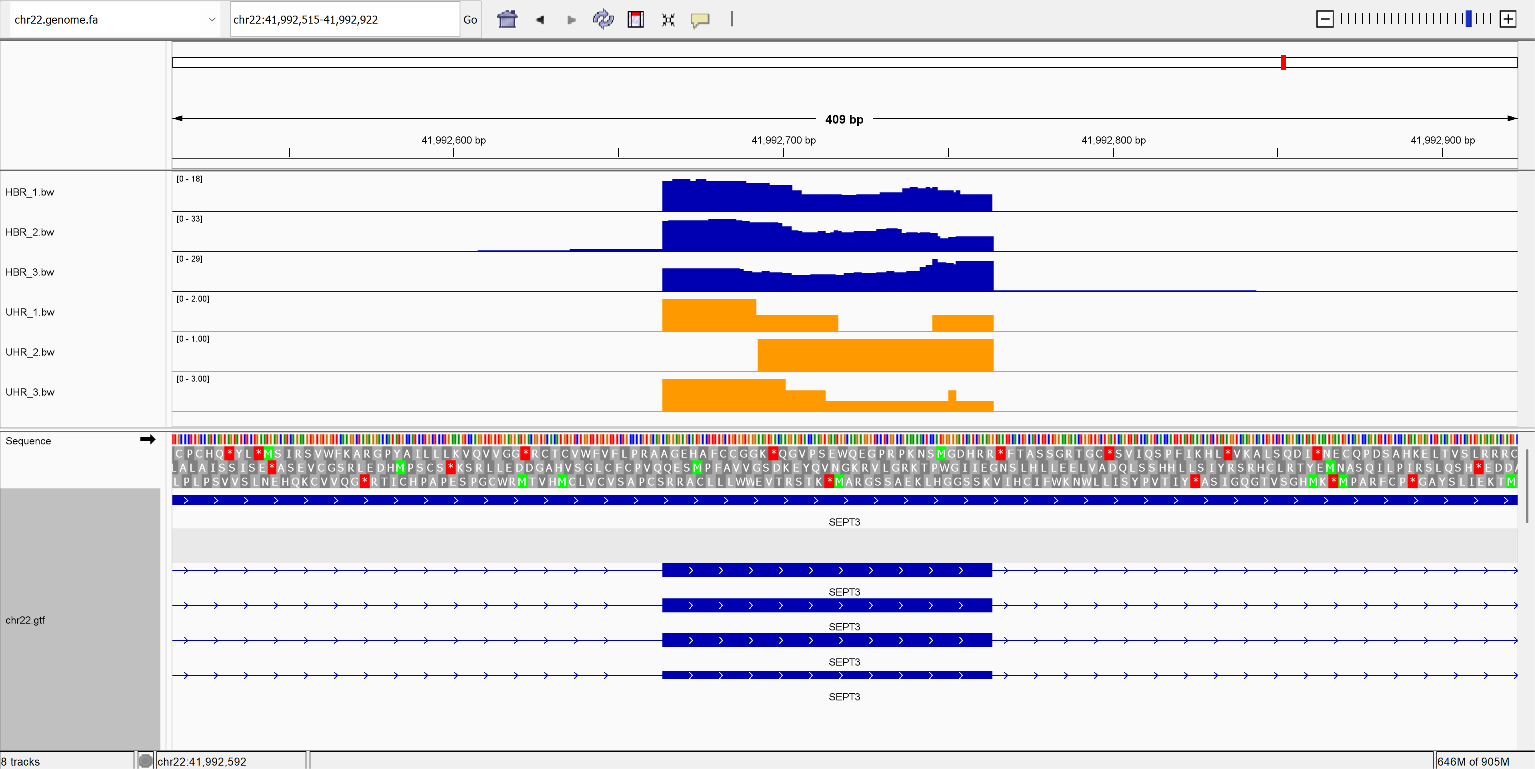 chr22.genome.fa
chr22:41,992,515-41,992,922
Go
409 bp
41,992,600 bp
41,992,700 bp
41,992,800 bp
41,992,900 bp
HBR_1.bw
[0 - 18]
HBR_2.bw
[0 - 33]
HBR_3.bw
[0 - 29]
UHR_1.bw
[0 - 2.00]
UHR_2.bw
[0 - 1.00]
UHR_3.bw
[0 - 3.00]
Sequence
SEPT3
SEPT3
SEPT3
chr22.gtf
SEPT3
SEPT3
8 tracks
chr22:41,992,592
646M of 905M